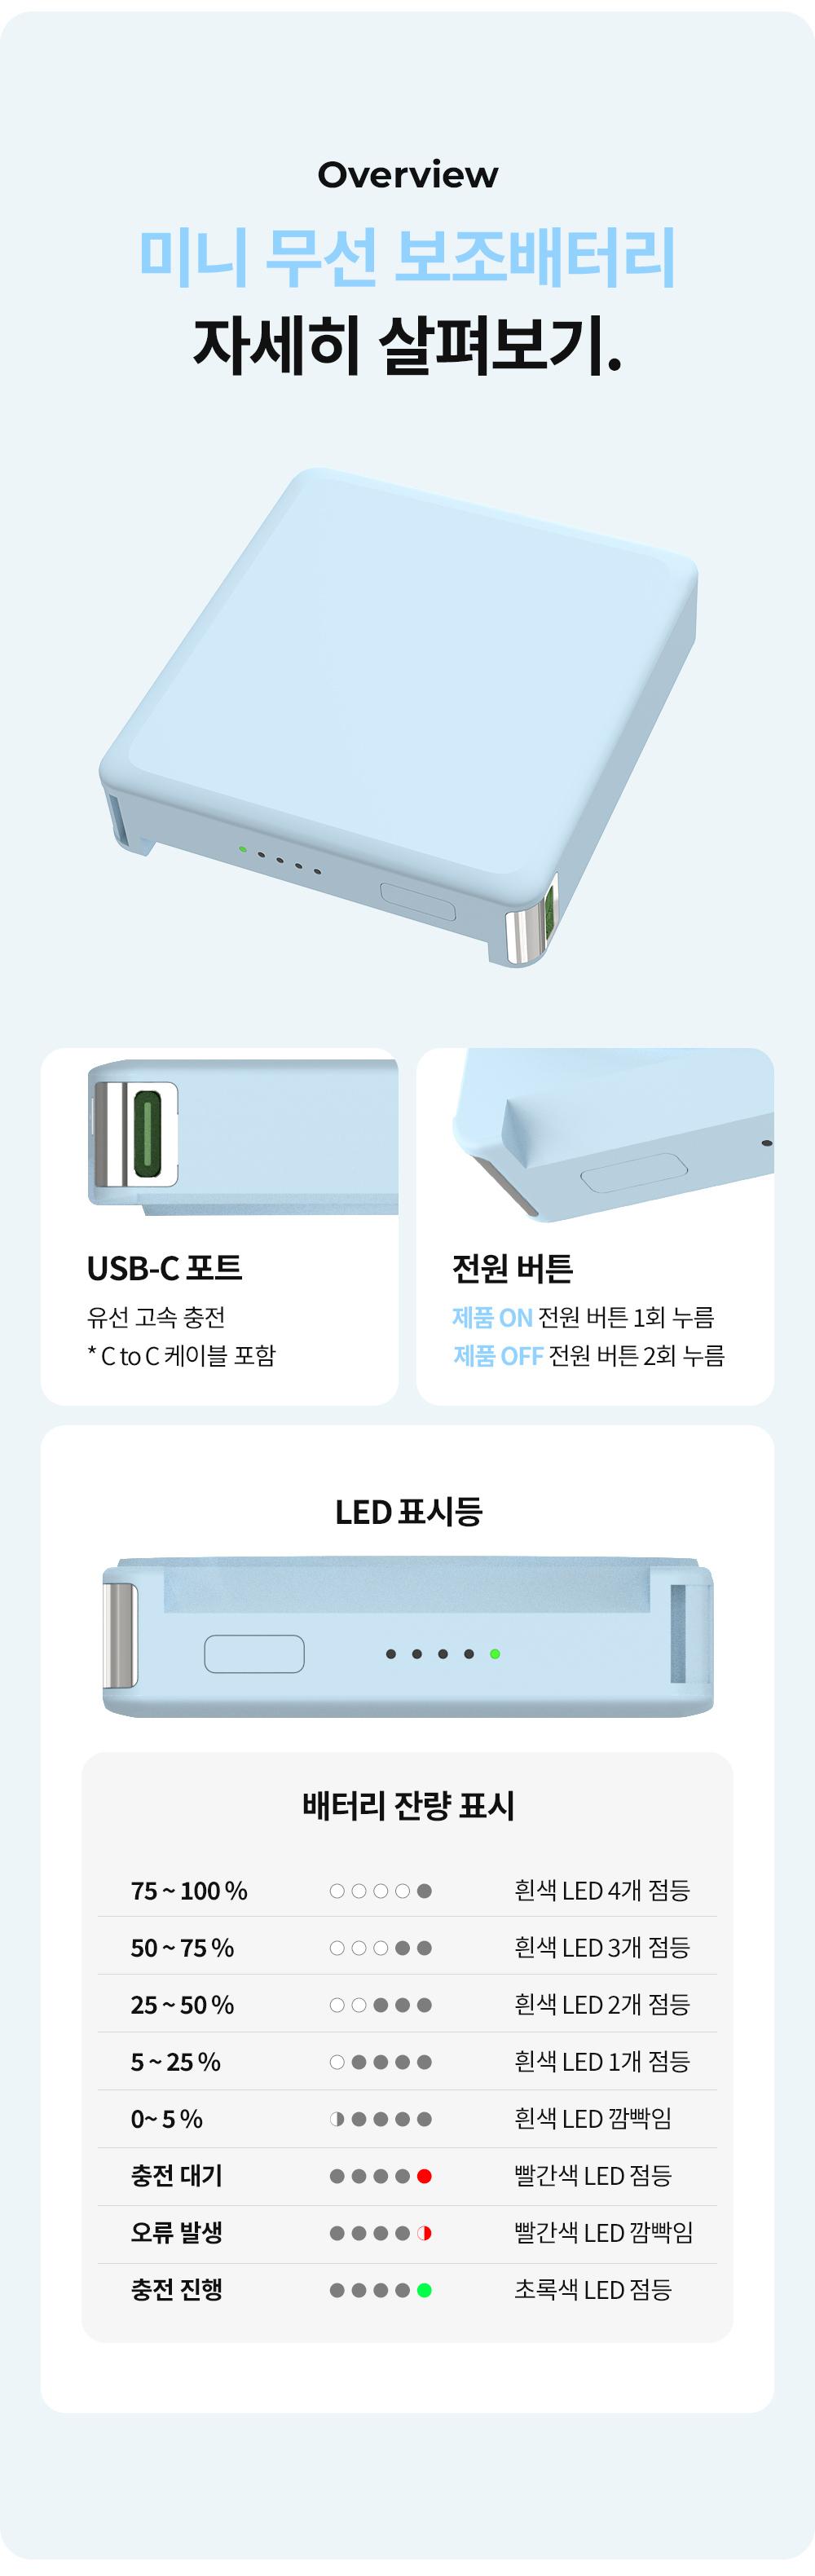 Overview
미니 무선 보조배터리
자세히 살펴보기.
USB-C 포트
유선 고속 충전
* C to C 케이블 포함
전원 버튼
제품 ON 전원 버튼 1회 누름
제품 OFF 전원 버튼 2회 누름
LED 표시등
배터리 잔량 표시
75 ~ 100 % 흰색 LED 4개 점등
50 ~ 75 % 흰색 LED 3개 점등
25 ~ 50 % 흰색 LED 2개 점등
5 ~ 25 % 흰색 LED 1개 점등
0~ 5 % 흰색 LED 깜빡임
충전 대기 빨간색 LED 점등
오류 발생 빨간색 LED 깜빡임
충전 진행 초록색 LED 점등